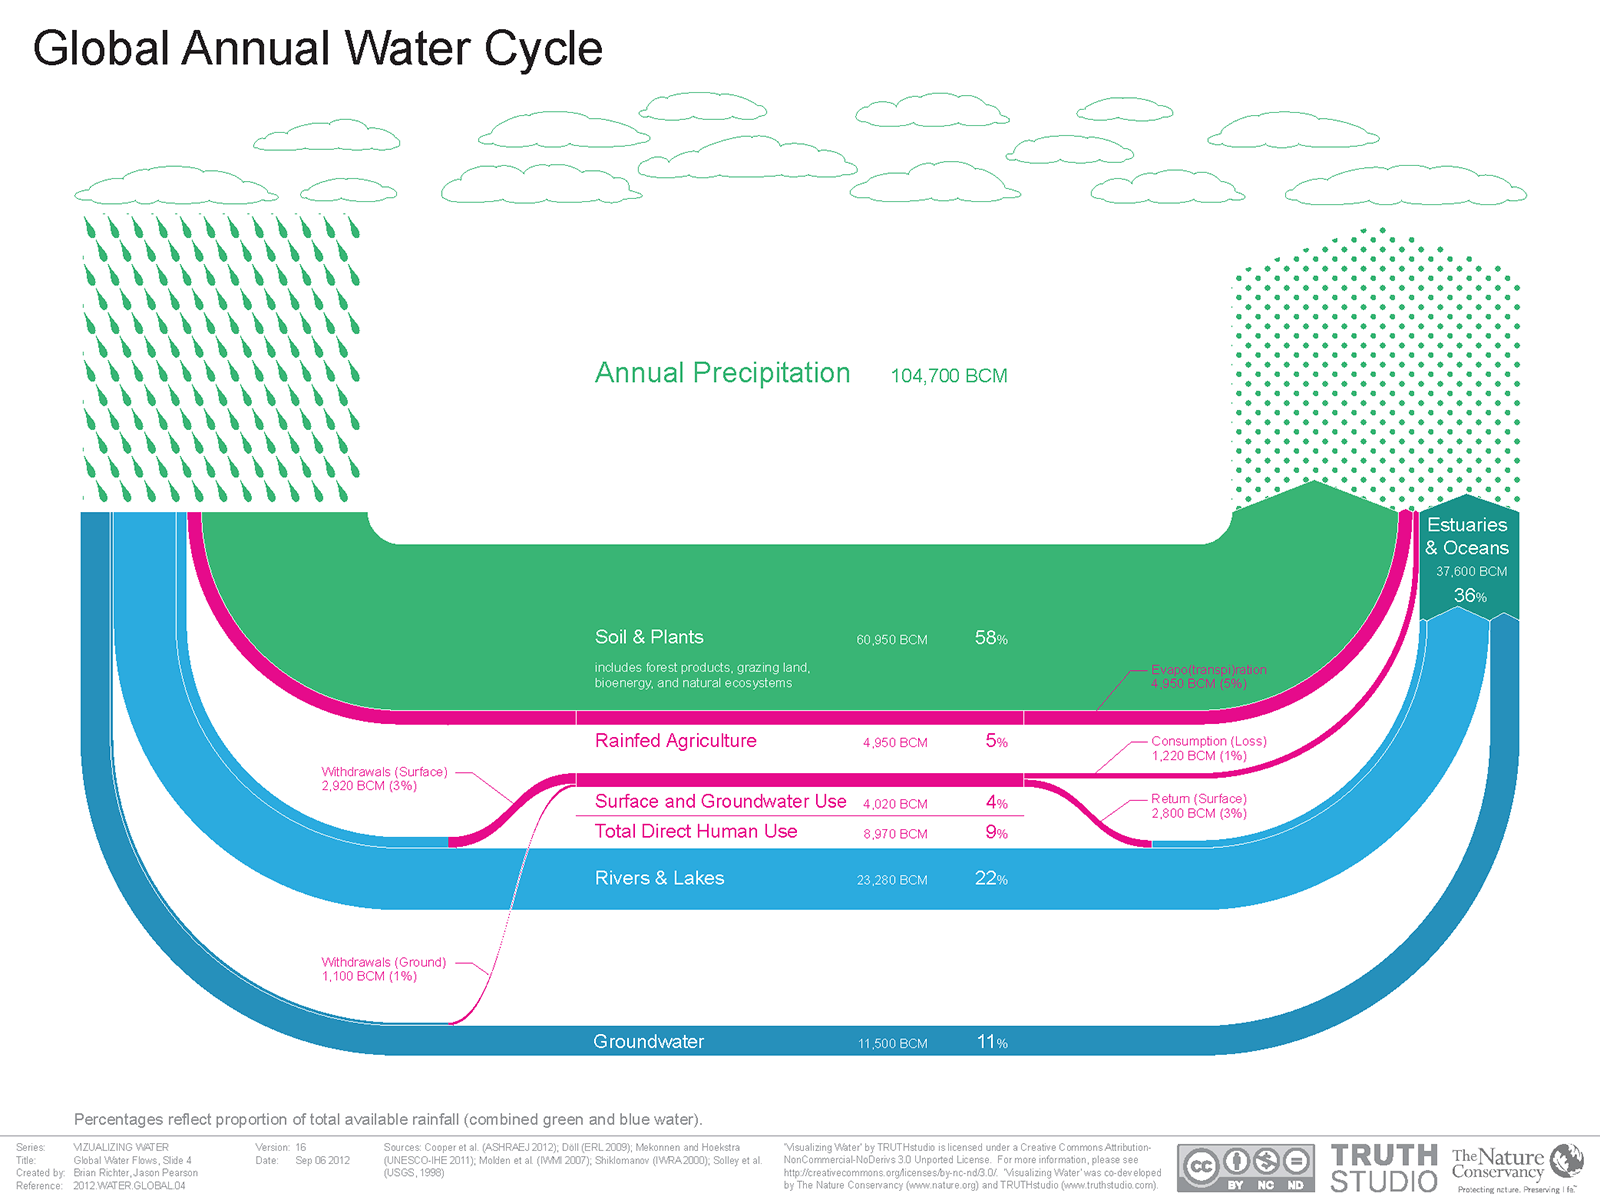 Global Annual Water Cycle
Annual Precipitation 104,700 BCM
Estuaries
& Oceans
37,600 BCM
36%
Soil & Plants 60,950 BCM 58%
includes forest products, grazing land,
bioenergy, and natural ecosystems
Evapo(transpi)ration
4,950 BCM (5%)
Rainfed Agriculture 4,950 BCM 5%
Consumption (Loss)
1,220 BCM (1%)
Withdrawals (Surface)
2,920 BCM (3%)
Surface and Groundwater Use 4,020 BCM 4%
Return (Surface)
2,800 BCM (3%)
Total Direct Human Use 8,970 BCM 9%
Rivers & Lakes 23,280 BCM 22%
Withdrawals (Ground)
1,100 BCM (1%)
Groundwater 11,500 BCM 11%
Percentages reflect proportion of total available rainfall (combined green and blue water).
Series: VIZUALIZING WATER
Title: Global Water Flows, Slide 4
Created by: Brian Richter, Jason Pearson
Reference: 2012.WATER.GLOBAL.04
Version: 16
Date: Sep 06 2012
Sources: Cooper et al. (ASHRAEJ 2012); Döll (ERL 2009); Mekonnen and Hoekstra
(UNESCO-IHE 2011); Molden et al. (IWMI 2007); Shiklomanov (IWRA 2000); Solley et al.
(USGS, 1998)
'Visualizing Water' by TRUTHstudio is licensed under a Creative Commons Attribution-
NonCommercial-NoDerivs 3.0 Unported License. For more information, please see
http://creativecommons.org/licenses/by-nc-nd/3.0/. 'Visualizing Water' was co-developed
by The Nature Conservancy (www.nature.org) and TRUTHstudio (www.truthstudio.com).
cc
BY NC ND
TRUTH
STUDIO
The Nature
Conservancy
Protecting nature. Preserving life.™